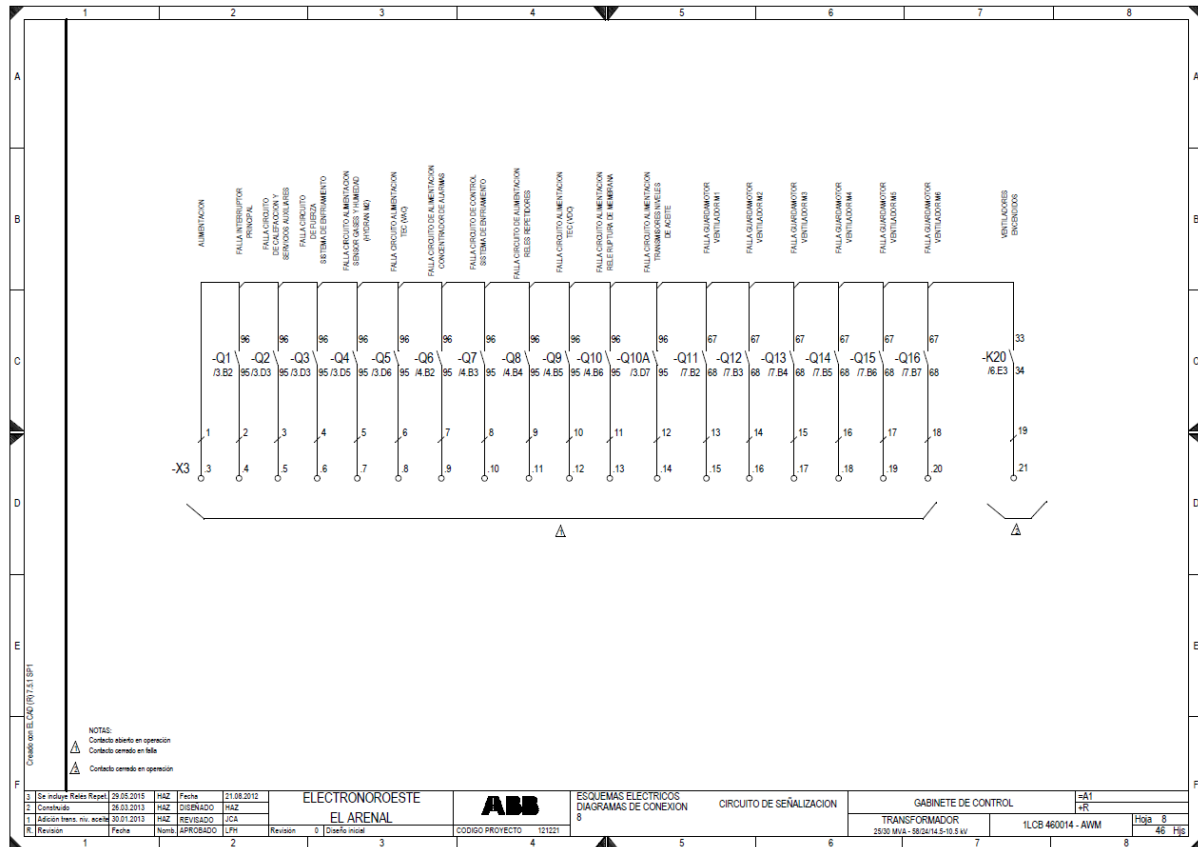 1 2 3 4 5 6 7 8
A A
B B
C C
D D
E E
F F
ALIMENTACION
FALLA INTERRUPTOR
PRINCIPAL
FALLA CIRCUITO
DE CALEFACCION Y
SERVICIOS AUXILIARES
FALLA CIRCUITO
DE FUERZA
SISTEMA DE ENFRIAMIENTO
FALLA CIRCUITO ALIMENTACION
SENSOR GASES Y HUMEDAD
(HYDRAN M2)
FALLA CIRCUITO ALIMENTACION
TEC (VAC)
FALLA CIRCUITO DE ALIMENTACION
CONCENTRADOR DE ALARMAS
FALLA CIRCUITO DE CONTROL
SISTEMA DE ENFRIAMIENTO
FALLA CIRCUITO DE ALIMENTACION
RELES REPETIDORES
FALLA CIRCUITO ALIMENTACION
TEC (VDC)
FALLA CIRCUITO ALIMENTACION
RELE RUPTURA DE MEMBRANA
FALLA CIRCUITO ALIMENTACION
TRANSMISORES NIVELES
DE ACEITE
FALLA GUARDAMOTOR
VENTILADOR M1
FALLA GUARDAMOTOR
VENTILADOR M2
FALLA GUARDAMOTOR
VENTILADOR M3
FALLA GUARDAMOTOR
VENTILADOR M4
FALLA GUARDAMOTOR
VENTILADOR M5
FALLA GUARDAMOTOR
VENTILADOR M6
VENTILADORES
ENCENDIDOS
96 96 96 96 96 96 96 96 96 96 96 67 67 67 67 67 67 33
-Q1 -Q2 -Q3 -Q4 -Q5 -Q6 -Q7 -Q8 -Q9 -Q10 -Q10A -Q11 -Q12 -Q13 -Q14 -Q15 -Q16 -K20
/3.B2 95 /3.D3 95 /3.D3 95 /3.D5 95 /3.D6 95 /4.B2 95 /4.B3 95 /4.B4 95 /4.B5 95 /4.B6 95 /3.D7 95 /7.B2 68 /7.B3 68 /7.B4 68 /7.B5 68 /7.B6 68 /7.B7 68 /6.E3 34
1 2 3 4 5 6 7 8 9 10 11 12 13 14 15 16 17 18 19
-X3 .3 .4 .5 .6 .7 .8 .9 .10 .11 .12 .13 .14 .15 .16 .17 .18 .19 .20 .21
1 2
Creado con ELCAD (R) 7.5.1 SP1
NOTAS:
Contacto abierto en operación
1 Contacto cerrado en falla
2 Contacto cerrado en operación
3 Se incluye Reles Repet. 29.05.2015 HAZ Fecha 21.08.2012
2 Construido 26.03.2013 HAZ DISEÑADO HAZ
1 Adición trans. niv. aceite 30.01.2013 HAZ REVISADO JCA
R. Revisión Fecha Nomb. APROBADO LFH Revisión 0 Diseño inicial
ELECTRONOROESTE
EL ARENAL
ABB
CODIGO PROYECTO 121221
ESQUEMAS ELECTRICOS
DIAGRAMAS DE CONEXION
8
CIRCUITO DE SEÑALIZACION
GABINETE DE CONTROL
TRANSFORMADOR
25/30 MVA - 58/24/14.5-10.5 kV
1LCB 460014 - AWM
=A1
+R
Hoja 8
46 Hjs
1 2 3 4 5 6 7 8